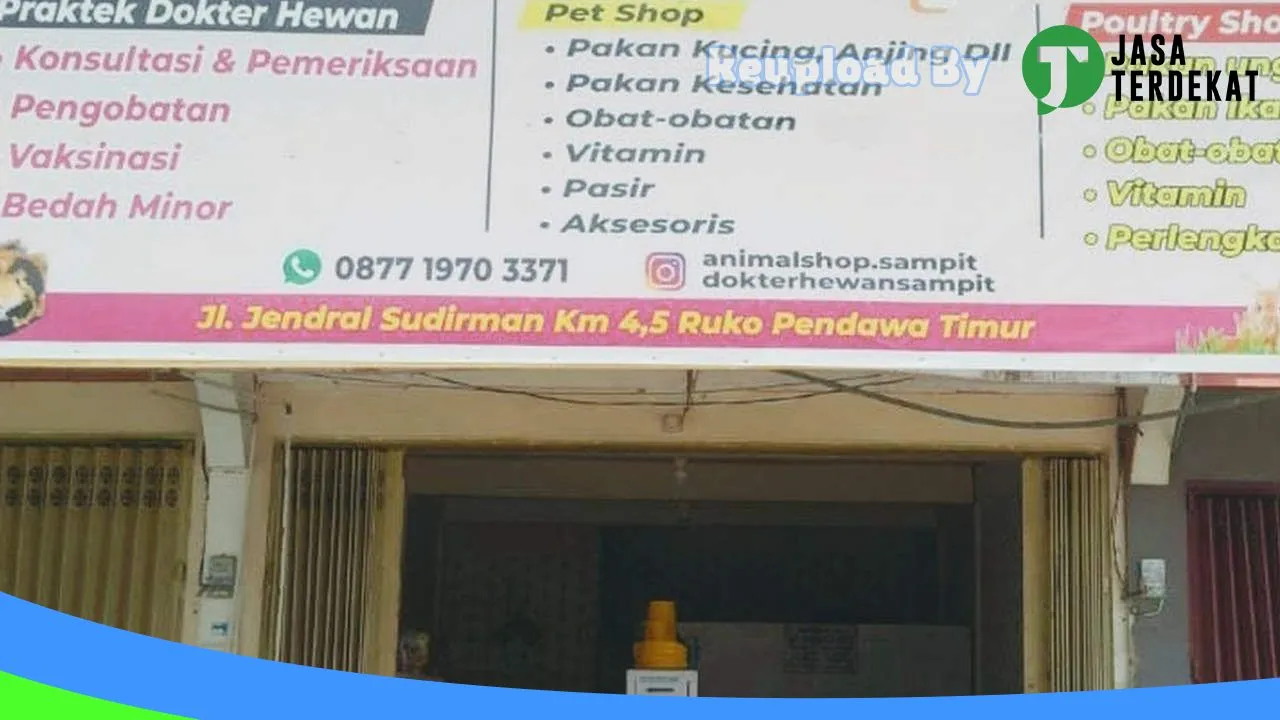 Praktek Dokter Hewan
• Konsultasi & Pemeriksaan
Pengobatan
Vaksinasi
Bedah Minor
Pet Shop
• Pakan Kucing, Anjing Dll
• Pakan Kesehatan
• Obat-obatan
• Vitamin
• Pasir
• Aksesoris
Poultry Sho
Pakan Ika
Obat-obat
Vitamin
Perlengka
0877 1970 3371
animalshop.sampit
dokterhewansampit
Jl. Jendral Sudirman Km 4,5 Ruko Pendawa Timur
Reupload By
JASA
TERDEKAT